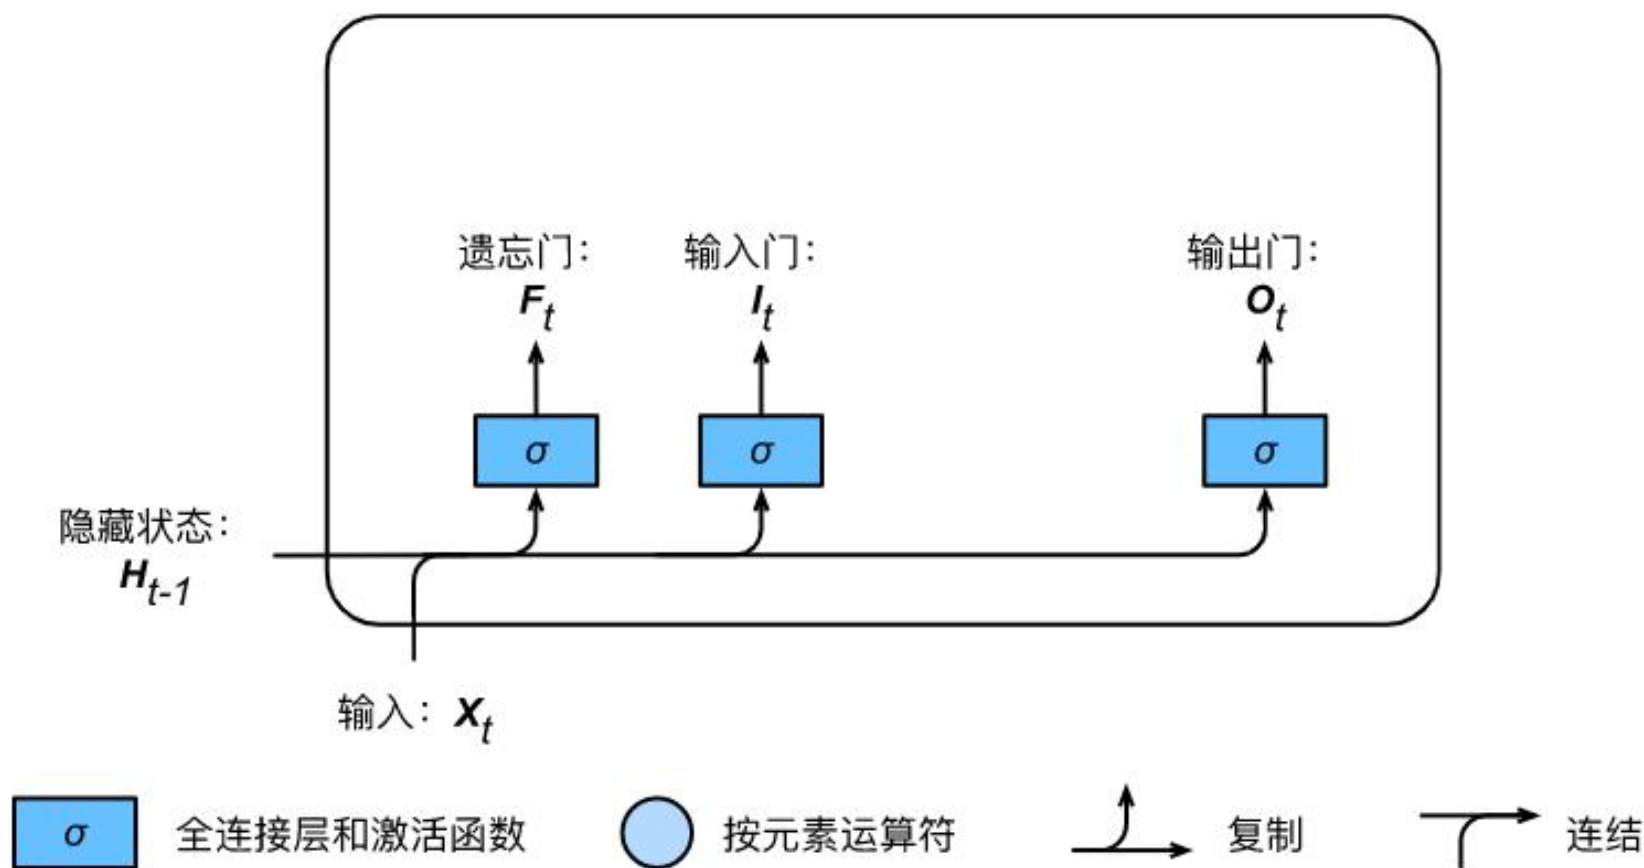 遗忘门：
F_t
输入门：
I_t
输出门：
O_t
σ
σ
σ
隐藏状态：
H_{t-1}
输入：X_t
σ 全连接层和激活函数
按元素运算符
复制
连结